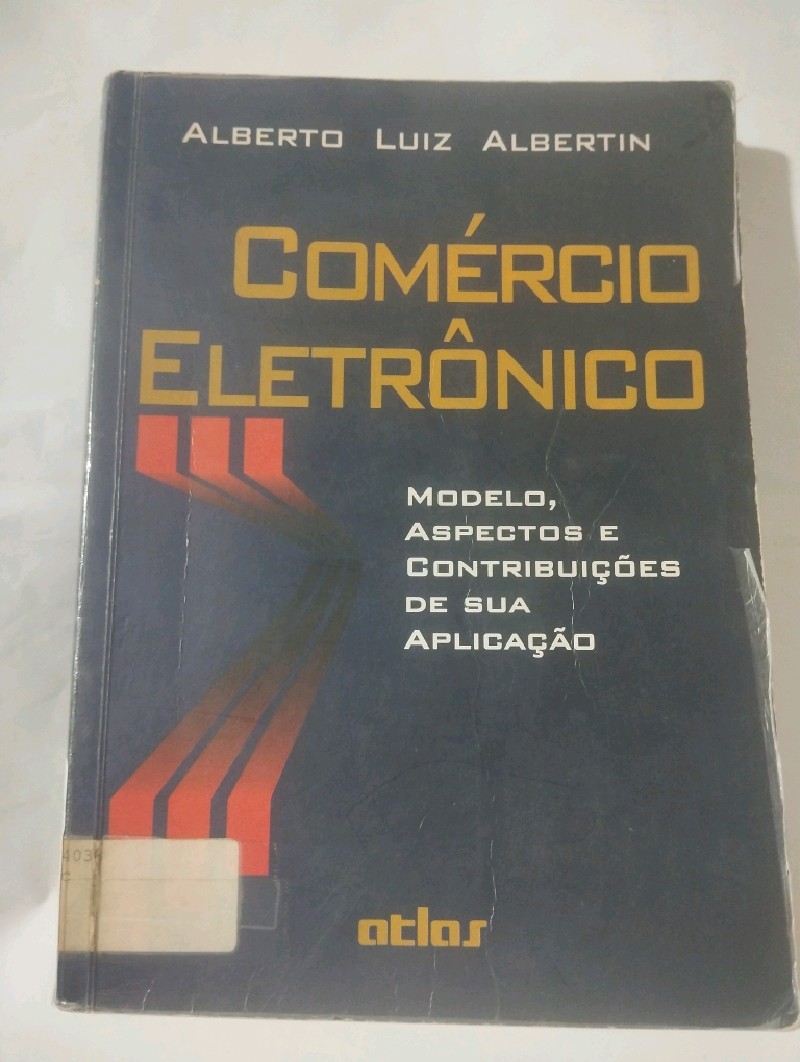 ALBERTO LUIZ ALBERTIN
COMÉRCIO
ELETRÔNICO
MODELO,
ASPECTOS E
CONTRIBUIÇÕES
DE SUA
APLICAÇÃO
atlas